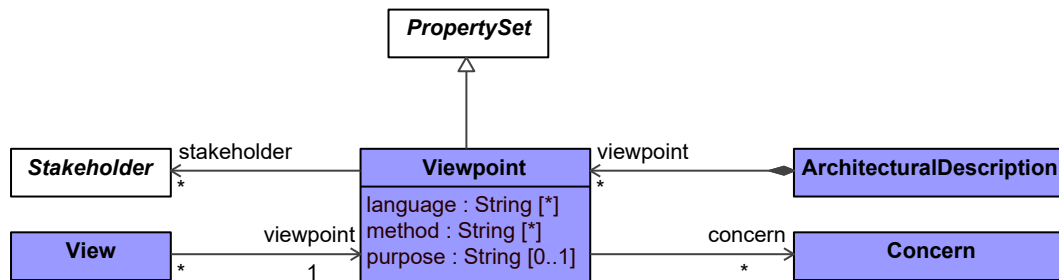 PropertySet
stakeholder
viewpoint
Stakeholder
*
Viewpoint
*
ArchitecturalDescription
language : String [*]
method : String [*]
purpose : String [0..1]
viewpoint
View
*
1
concern
*
Concern